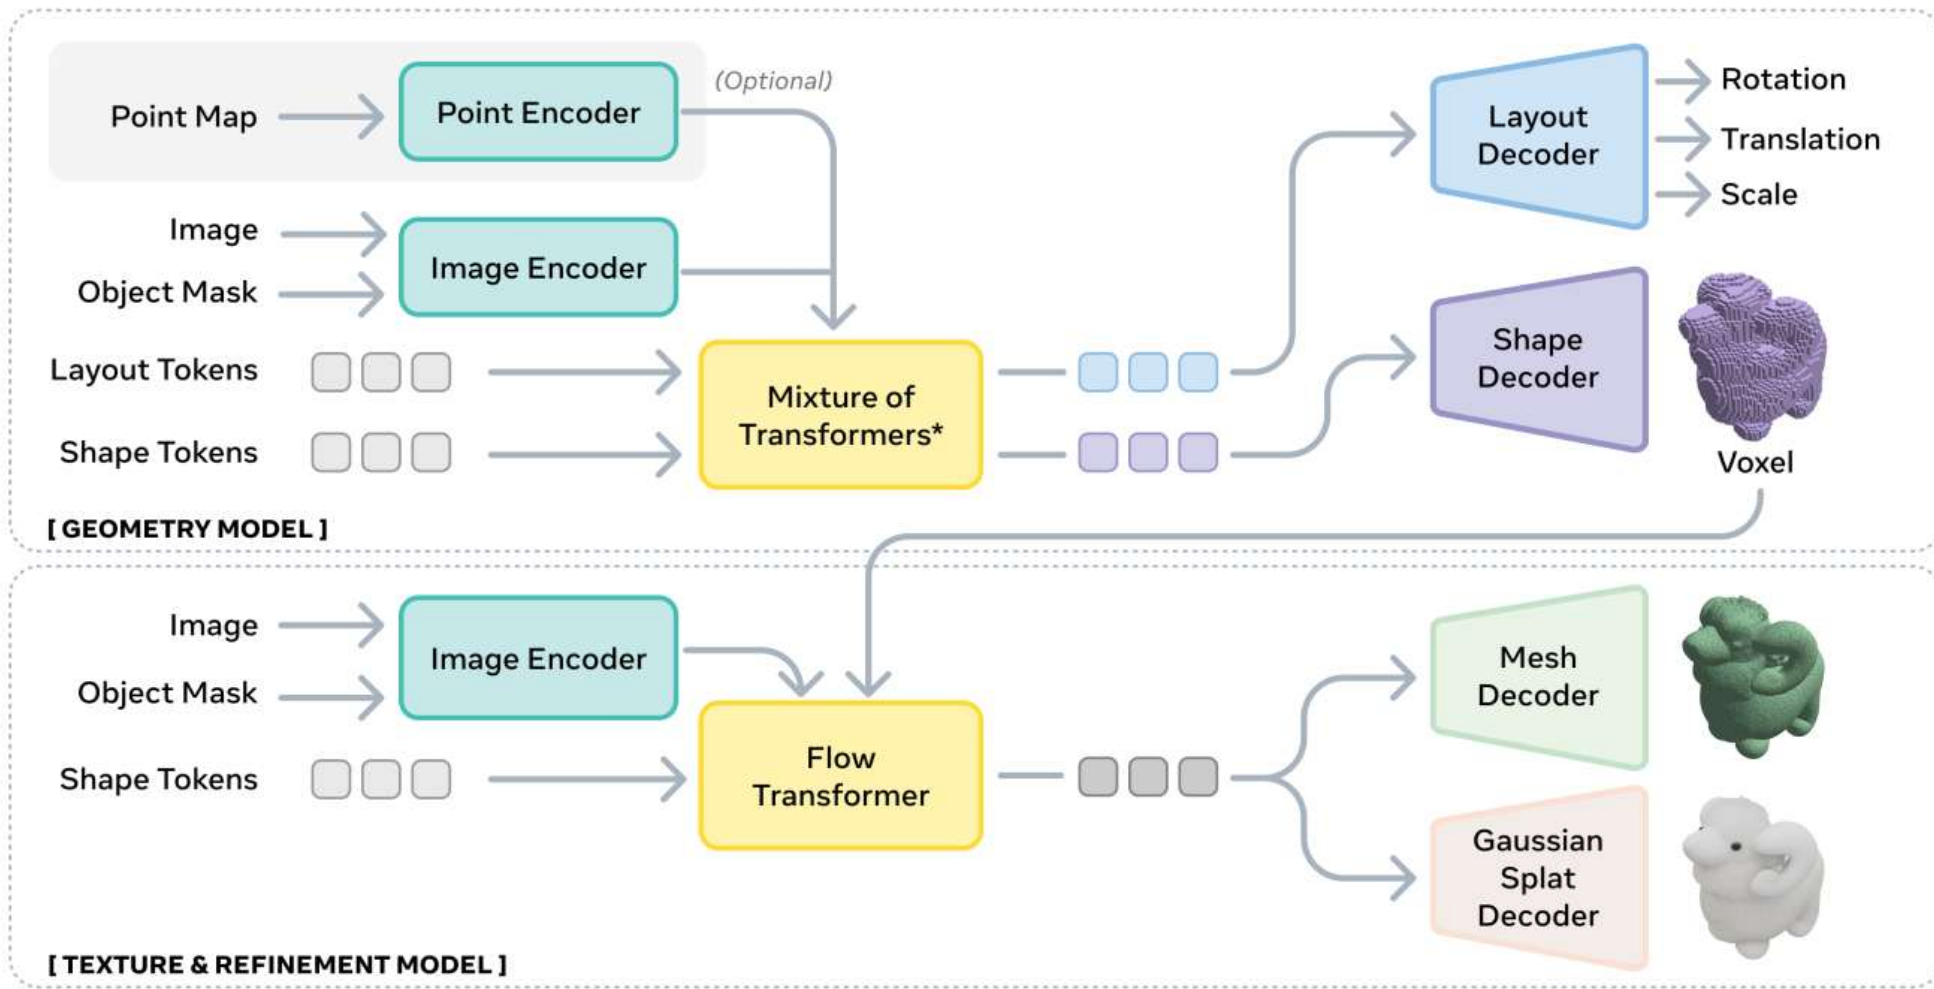 Point Map
Point Encoder
(Optional)
Image
Object Mask
Image Encoder
Layout Tokens
Shape Tokens
Mixture of
Transformers*
Layout
Decoder
Rotation
Translation
Scale
Shape
Decoder
Voxel
[ GEOMETRY MODEL ]
Image
Object Mask
Image Encoder
Shape Tokens
Flow
Transformer
Mesh
Decoder
Gaussian
Splat
Decoder
[ TEXTURE & REFINEMENT MODEL ]